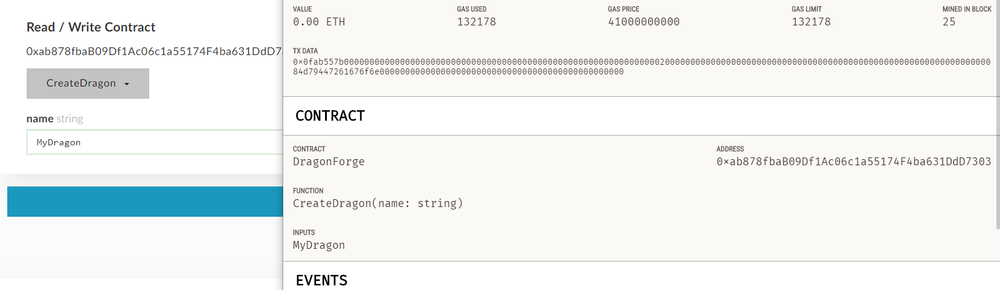 Read / Write Contract
0xab878fbaB09Df1Ac06c1a55174F4ba631DdD7
CreateDragon
name string
MyDragon
VALUE GAS USED GAS PRICE GAS LIMIT MINED IN BLOCK
0.00 ETH 132178 41000000000 132178 25
TX DATA
0x0fab557b0000000000000000000000000000000000000000000000000000000000000020000000000000000000000000000000000000000000000000000000000000000
84d79447261676f6e000000000000000000000000000000000000000000000000
CONTRACT
CONTRACT ADDRESS
DragonForge 0xab878fbaB09Df1Ac06c1a55174F4ba631DdD7303
FUNCTION
CreateDragon(name: string)
INPUTS
MyDragon
EVENTS